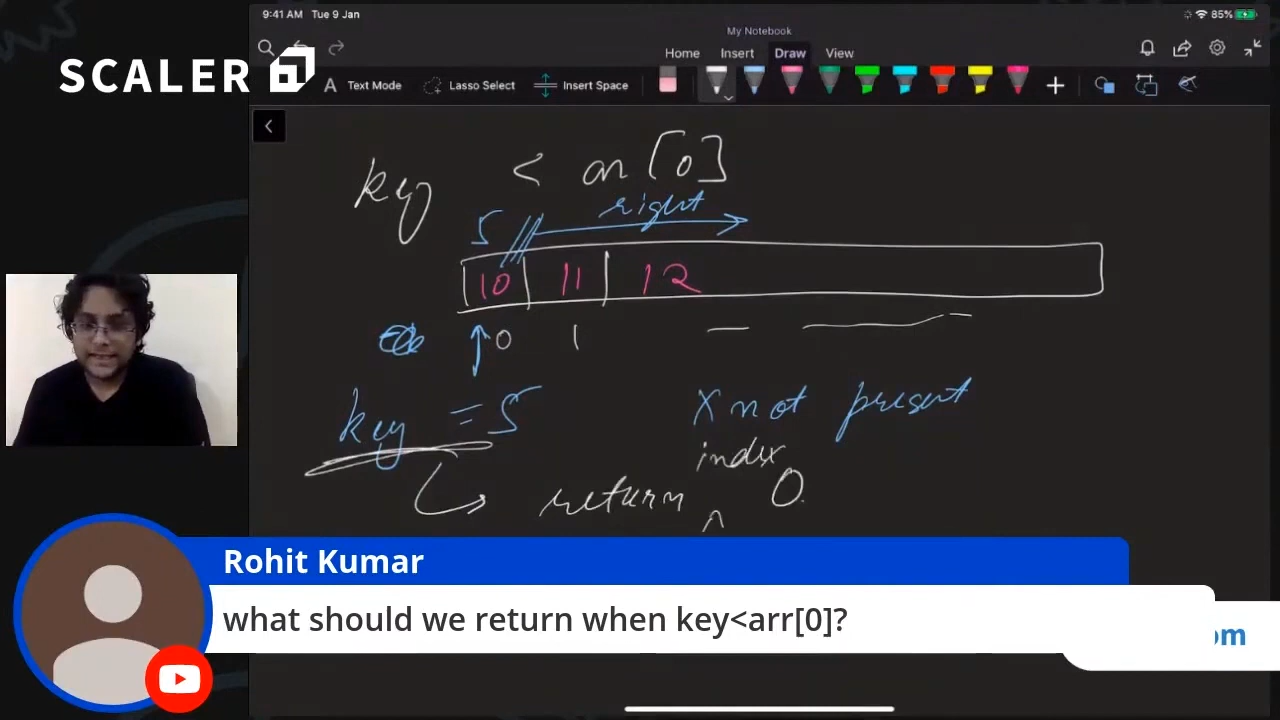 9:41 AM Tue 9 Jan
85%
My Notebook
SCALER
Home Insert Draw View
A Text Mode Lasso Select Insert Space
key < arr[0]
5 right
10 11 12
0 1
key = 5 X not present
index
return 0
Rohit Kumar
what should we return when key<arr[0]?
om